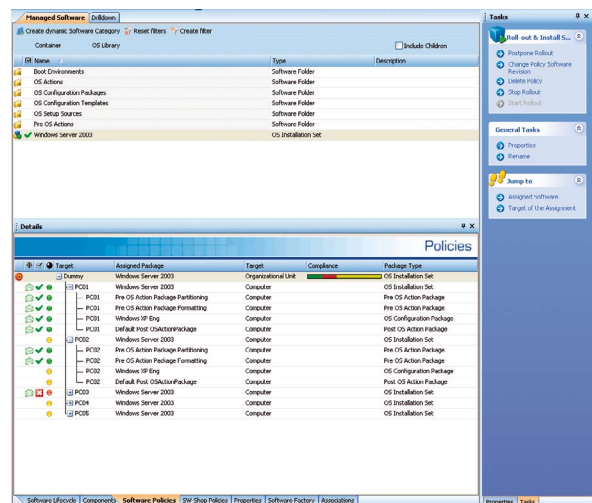 Managed Software Drilldown
Create dynamic Software Category Reset filters Create filter
Container OS Library Include Children
Name Type Description
Boot Environments Software Folder
OS Actions Software Folder
OS Configuration Packages Software Folder
OS Configuration Templates Software Folder
OS Setup Sources Software Folder
Pre OS Actions Software Folder
Windows Server 2003 OS Installation Set
Details
Policies
Target Assigned Package Target Compliance Package Type
Dummy Windows Server 2003 Organizational Unit OS Installation Set
PC01 Windows Server 2003 Computer OS Installation Set
PC01 Pre OS Action Package Partitioning Computer Pre OS Action Package
PC01 Pre OS Action Package Formatting Computer Pre OS Action Package
PC01 Windows XP Eng Computer OS Configuration Package
PC01 Default Post OSActionPackage Computer Post OS Action Package
PC02 Windows Server 2003 Computer OS Installation Set
PC02 Pre OS Action Package Partitioning Computer Pre OS Action Package
PC02 Pre OS Action Package Formatting Computer Pre OS Action Package
PC02 Windows XP Eng Computer OS Configuration Package
PC02 Default Post OSActionPackage Computer Post OS Action Package
PC03 Windows Server 2003 Computer OS Installation Set
PC04 Windows Server 2003 Computer OS Installation Set
PC05 Windows Server 2003 Computer OS Installation Set
Software Lifecycle Components Software Policies SW-Shop Policies Properties Software Factory Associations
Tasks
Roll-out & Install S...
Postpone Rollout
Change Policy Software
Revision
Delete Policy
Stop Rollout
Start Rollout
General Tasks
Properties
Rename
Jump to
Assigned Software
Target of the Assignment
Properties Tasks